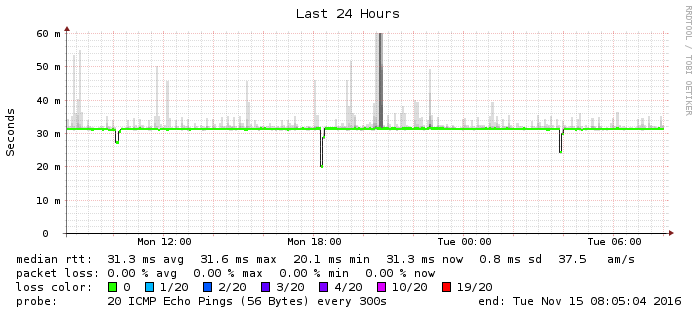 Last 24 Hours
RRDTOOL / TOBI OETIKER
60 m
50 m
40 m
30 m
20 m
10 m
0
Seconds
Mon 12:00 Mon 18:00 Tue 00:00 Tue 06:00
median rtt: 31.3 ms avg 31.6 ms max 20.1 ms min 31.3 ms now 0.8 ms sd 37.5 am/s
packet loss: 0.00 % avg 0.00 % max 0.00 % min 0.00 % now
loss color: 0 1/20 2/20 3/20 4/20 10/20 19/20
probe: 20 ICMP Echo Pings (56 Bytes) every 300s end: Tue Nov 15 08:05:04 2016